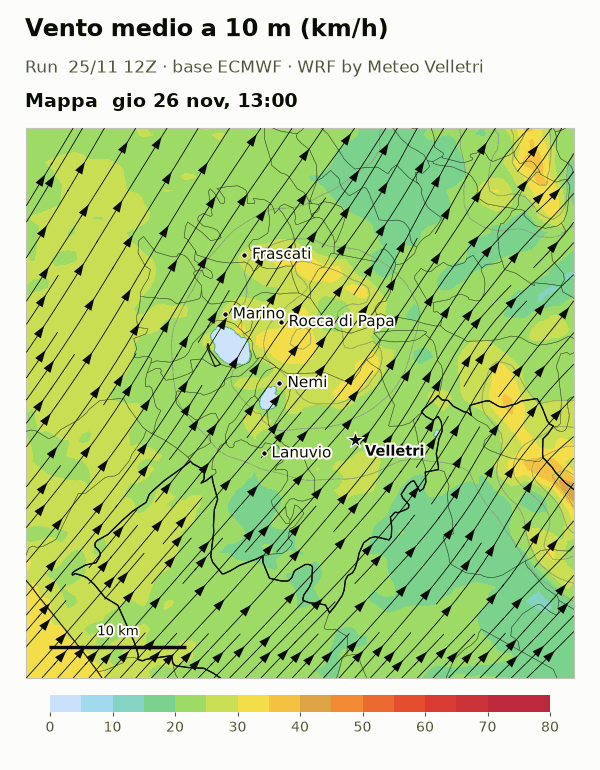 Vento medio a 10 m (km/h)
Run  25/11 12Z · base ECMWF · WRF by Meteo Velletri
Mappa  gio 26 nov, 13:00
Frascati
Marino
Rocca di Papa
Nemi
Velletri
Lanuvio
10 km
0 10 20 30 40 50 60 70 80